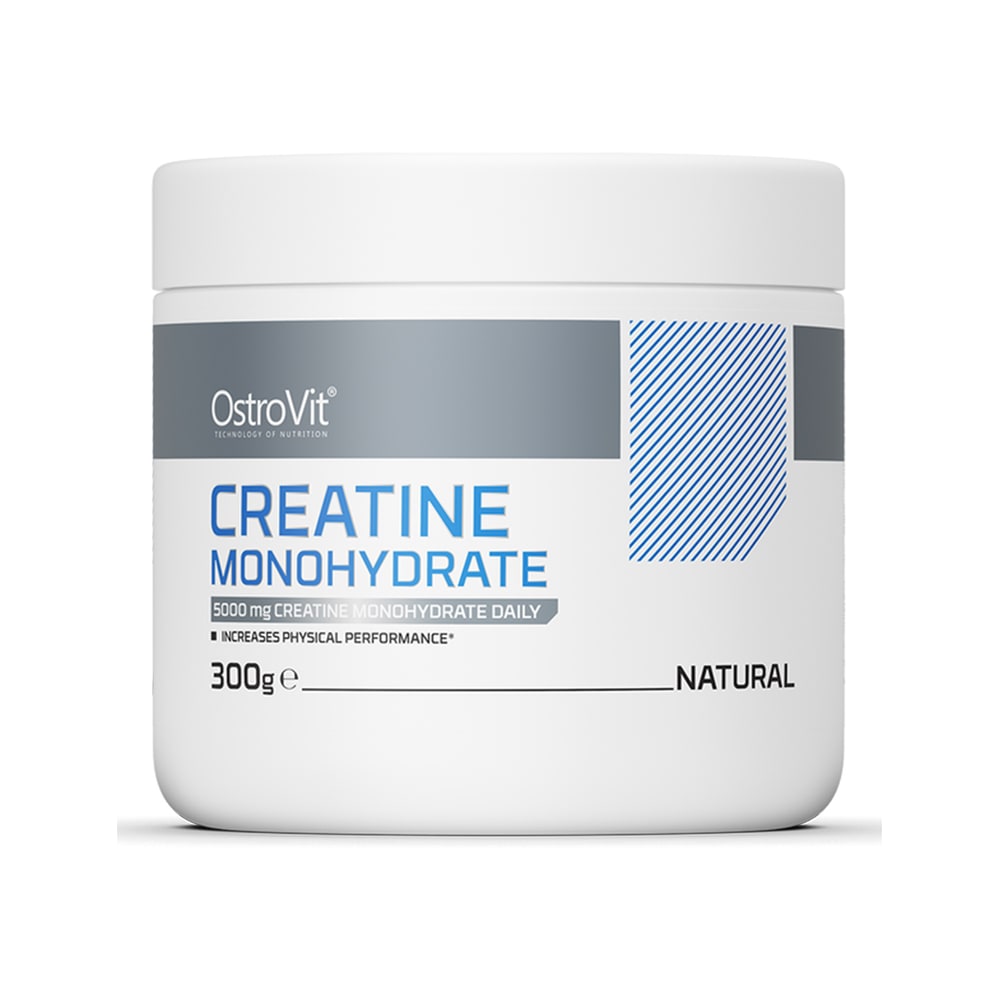 OstroVit®
TECHNOLOGY OF NUTRITION
CREATINE
MONOHYDRATE
5000 mg CREATINE MONOHYDRATE DAILY
■ INCREASES PHYSICAL PERFORMANCE*
300g ℮ NATURAL